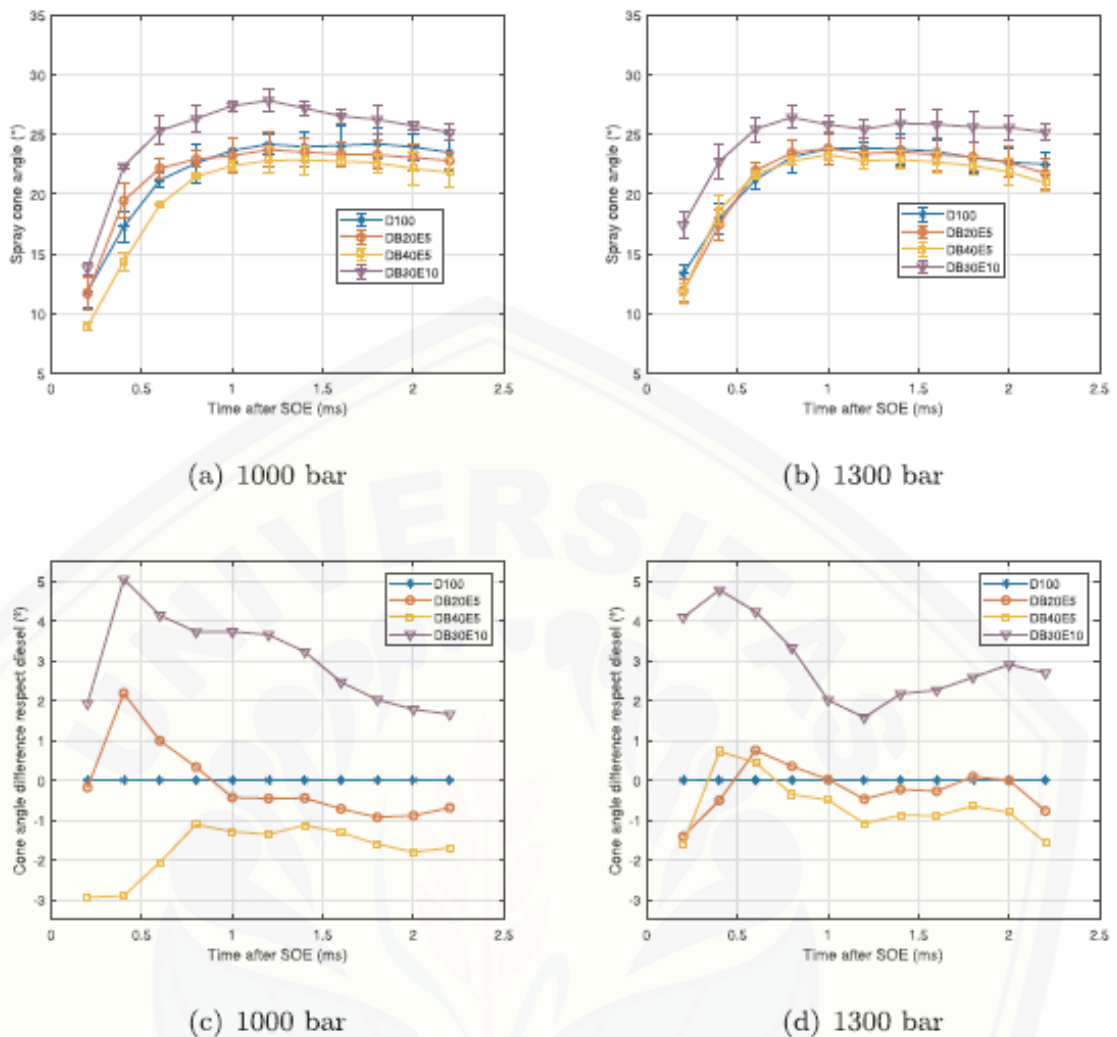 35
30
25
20
15
10
5
Spray cone angle (°)
D100
DB20E5
DB40E5
DB30E10
0 0.5 1 1.5 2 2.5
Time after SOE (ms)
(a) 1000 bar
35
30
25
20
15
10
5
Spray cone angle (°)
D100
DB20E5
DB40E5
DB30E10
0 0.5 1 1.5 2 2.5
Time after SOE (ms)
(b) 1300 bar
UNIVERSITAS
5
4
3
2
1
0
-1
-2
-3
Cone angle difference respect diesel (°)
D100
DB20E5
DB40E5
DB30E10
0 0.5 1 1.5 2 2.5
Time after SOE (ms)
(c) 1000 bar
5
4
3
2
1
0
-1
-2
-3
Cone angle difference respect diesel (°)
D100
DB20E5
DB40E5
DB30E10
0 0.5 1 1.5 2 2.5
Time after SOE (ms)
(d) 1300 bar